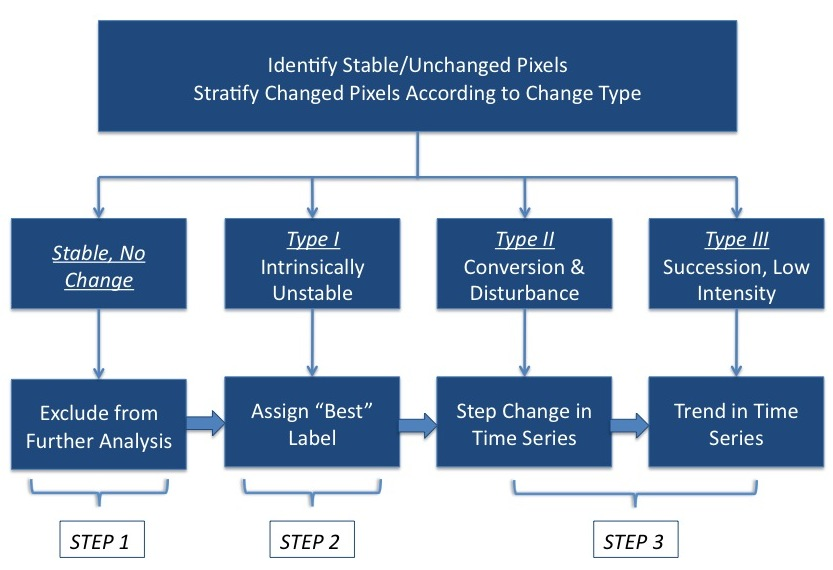 Identify Stable/Unchanged Pixels
Stratify Changed Pixels According to Change Type
Stable, No
Change
Type I
Intrinsically
Unstable
Type II
Conversion &
Disturbance
Type III
Succession, Low
Intensity
Exclude from
Further Analysis
Assign “Best”
Label
Step Change in
Time Series
Trend in Time
Series
STEP 1
STEP 2
STEP 3